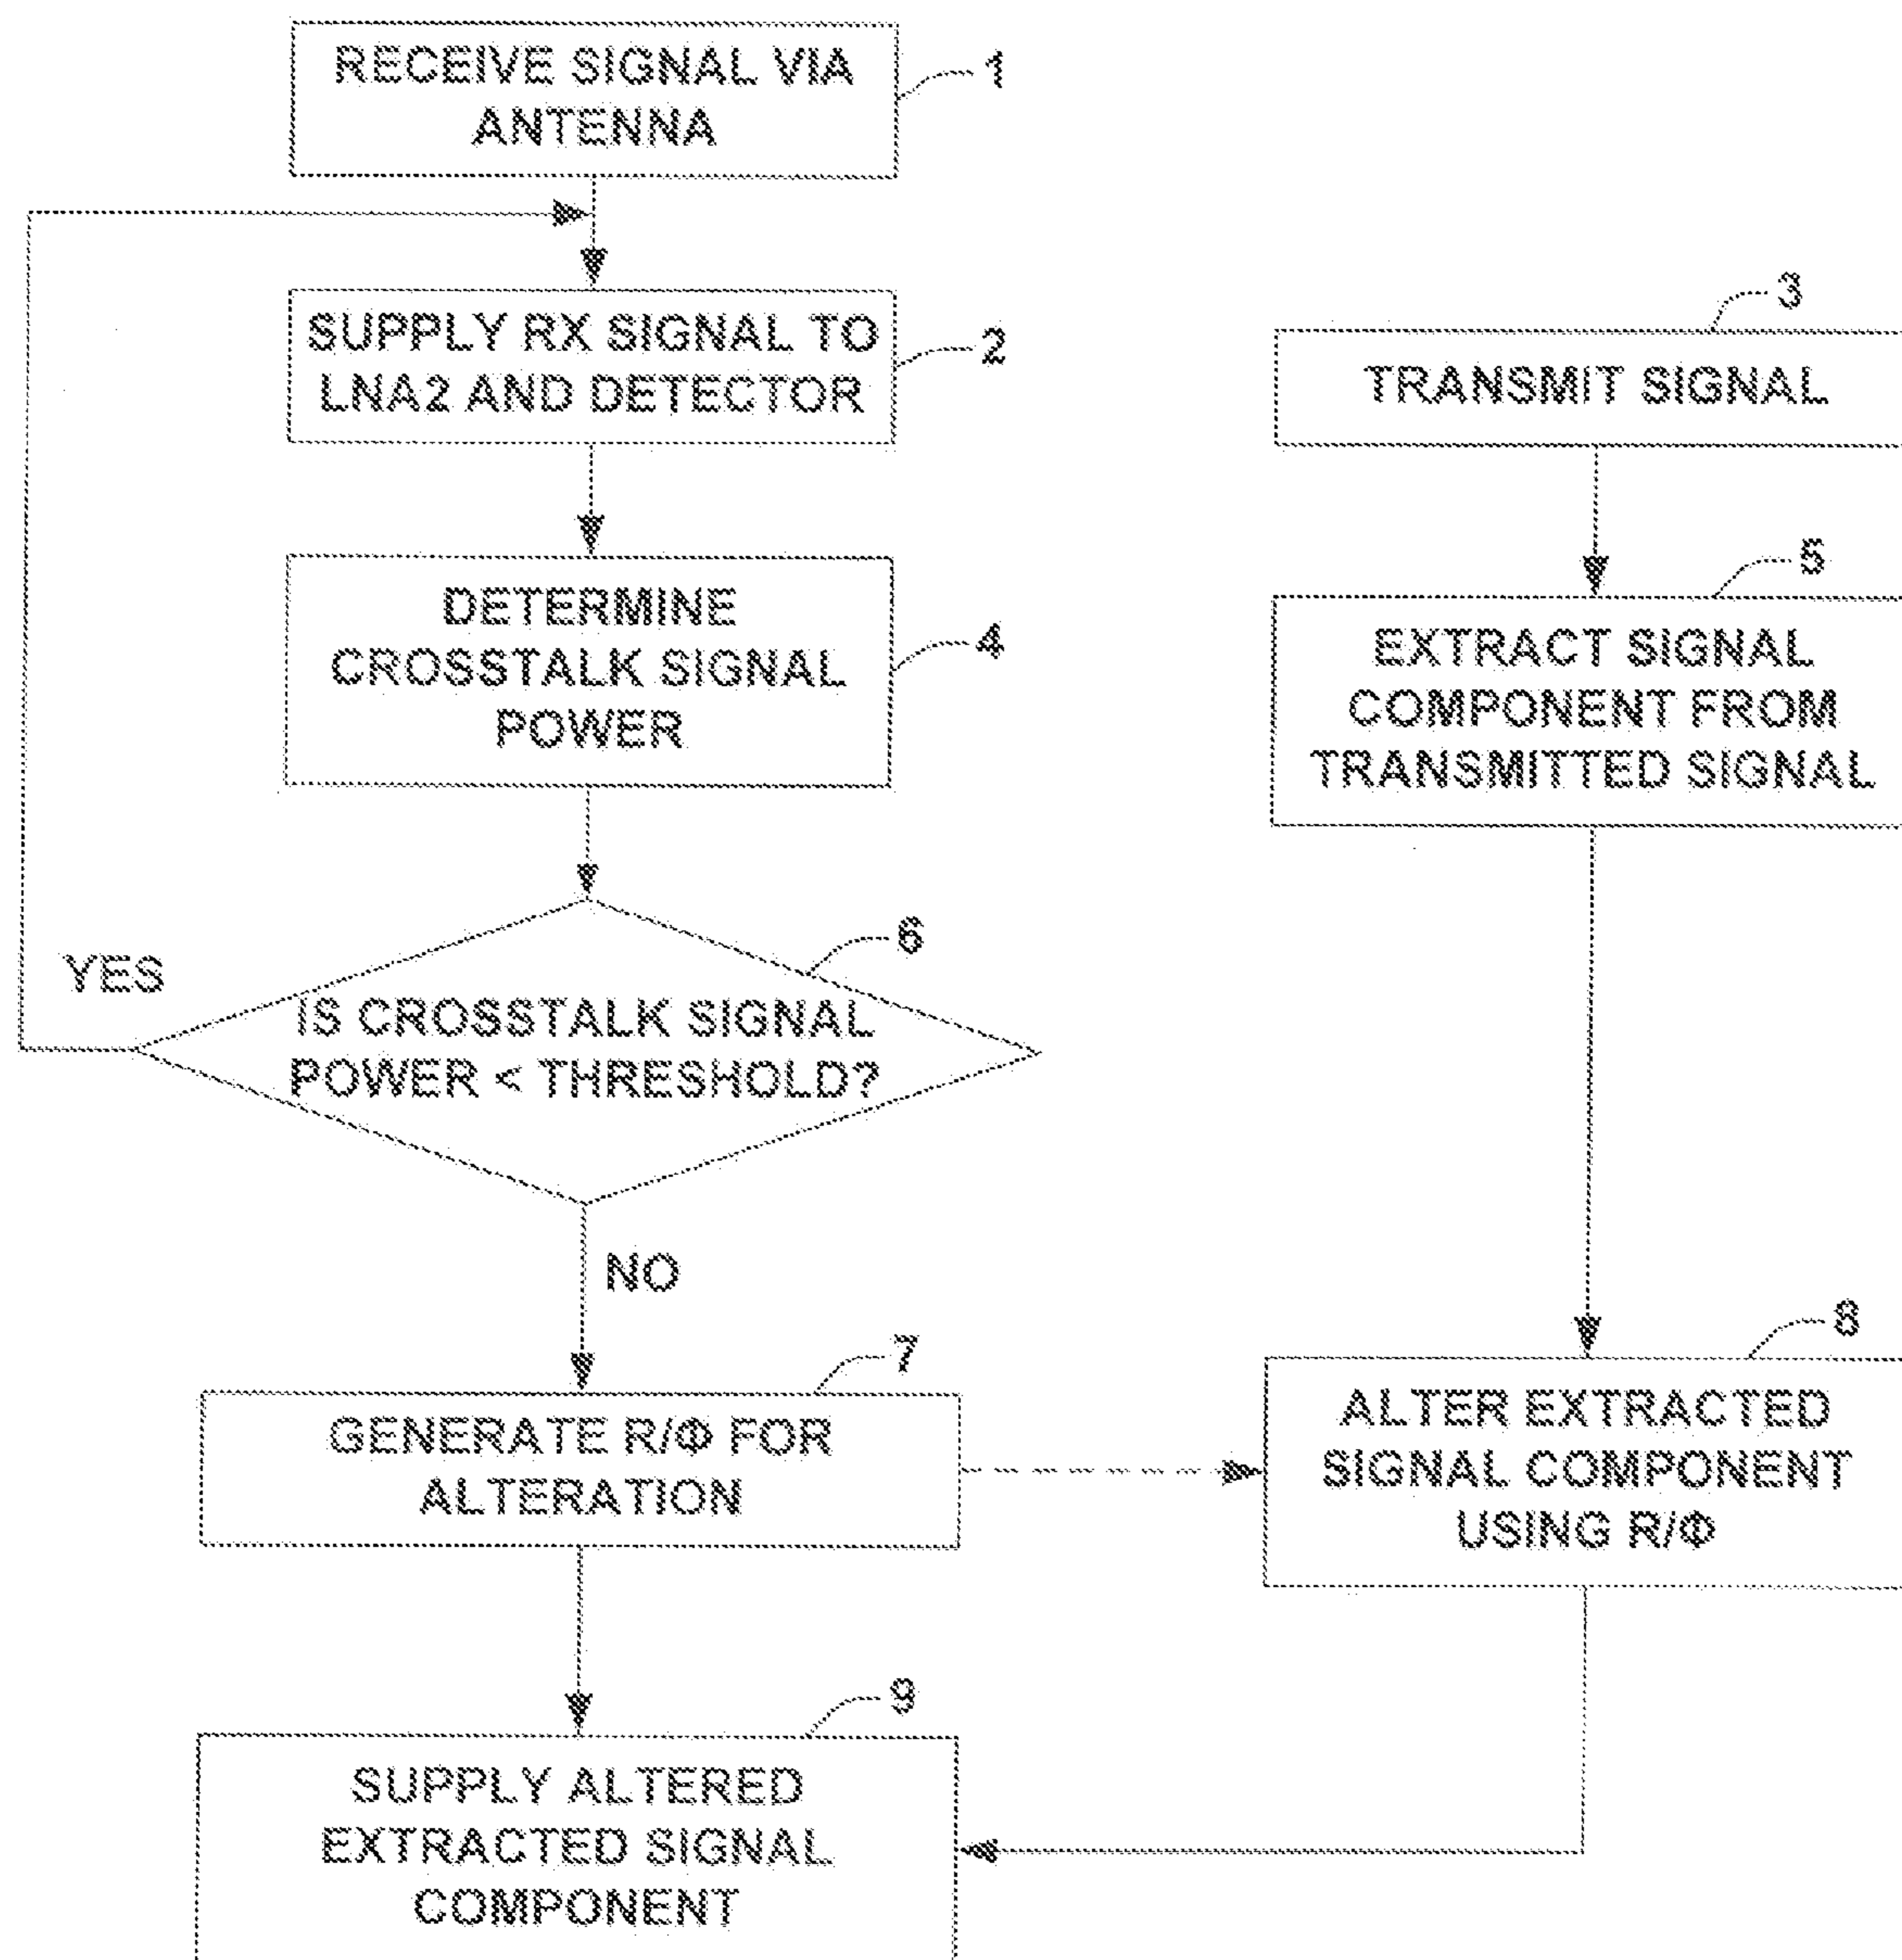 RECEIVE SIGNAL VIA
ANTENNA
1
SUPPLY RX SIGNAL TO
LNA2 AND DETECTOR
2
3
TRANSMIT SIGNAL
DETERMINE
CROSSTALK SIGNAL
POWER
4
5
EXTRACT SIGNAL
COMPONENT FROM
TRANSMITTED SIGNAL
6
YES
IS CROSSTALK SIGNAL
POWER < THRESHOLD?
NO
7
GENERATE R/Φ FOR
ALTERATION
8
ALTER EXTRACTED
SIGNAL COMPONENT
USING R/Φ
9
SUPPLY ALTERED
EXTRACTED SIGNAL
COMPONENT